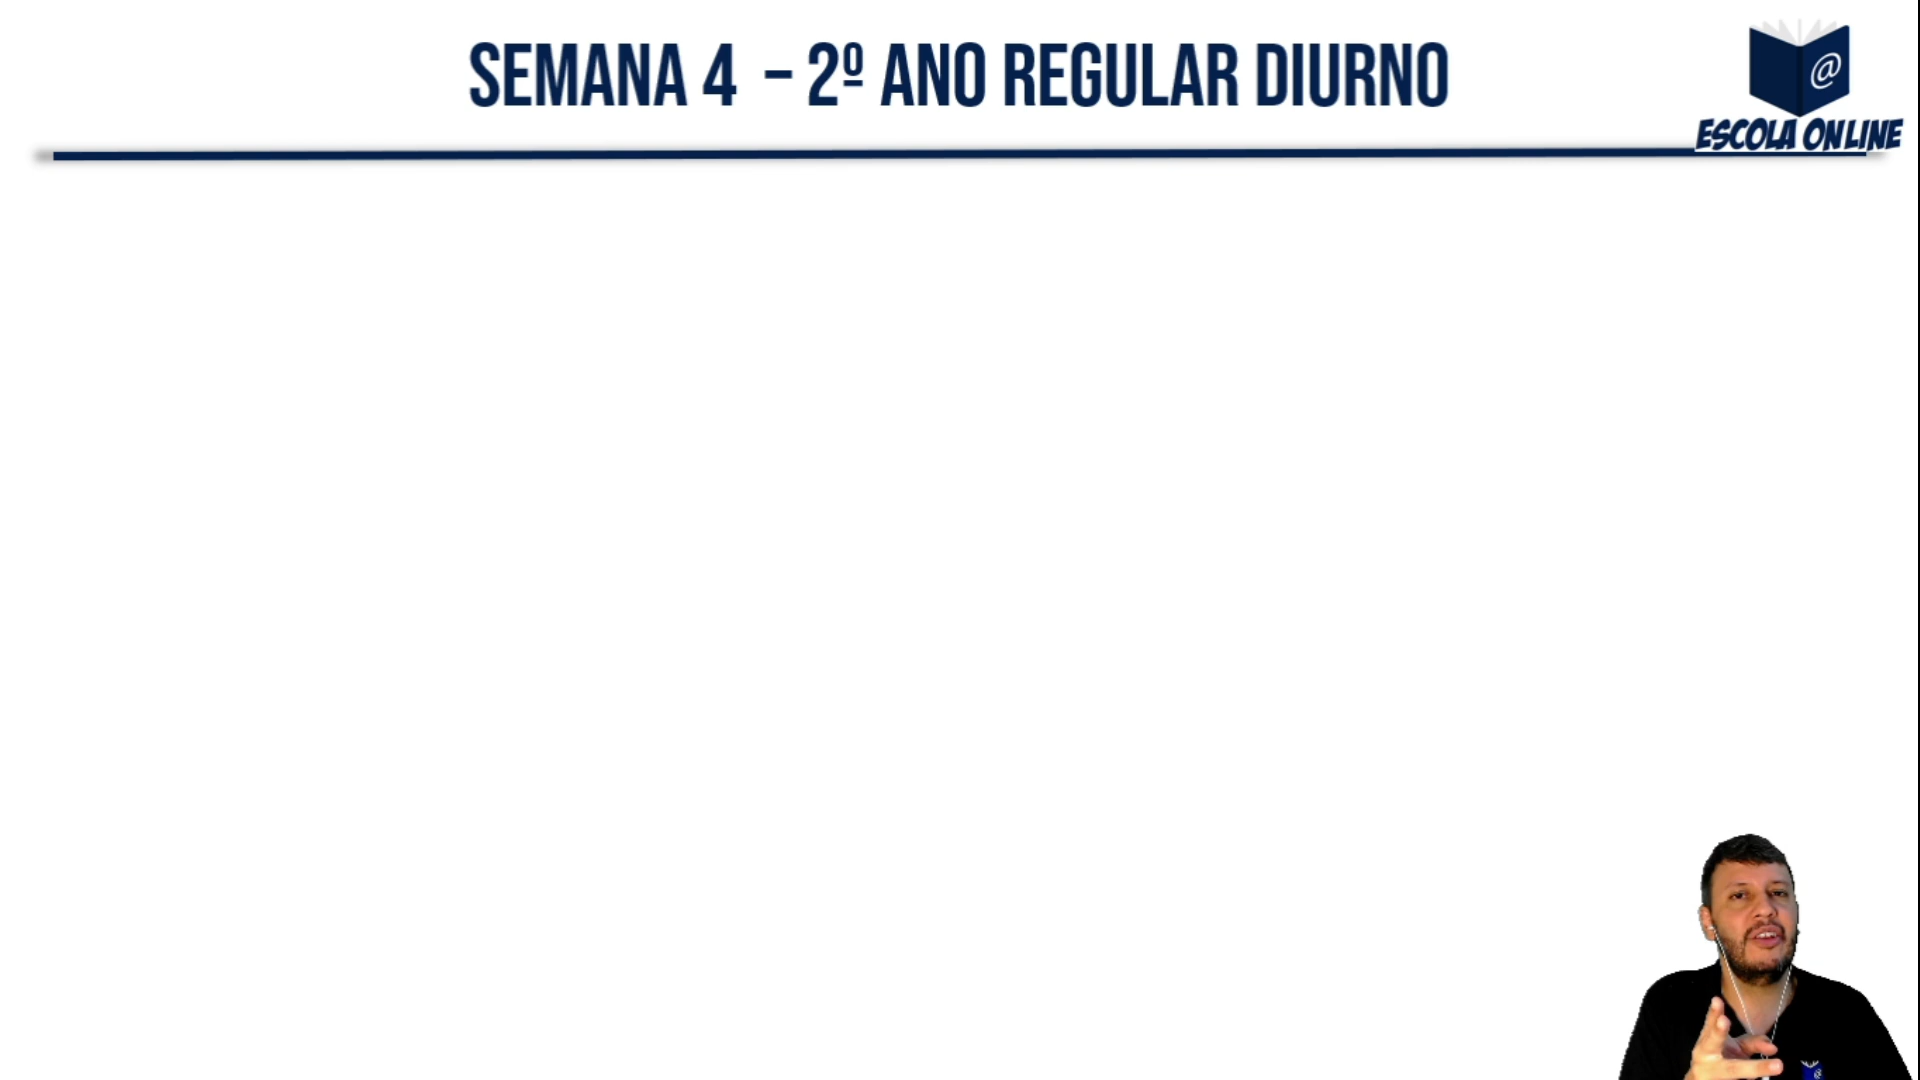 SEMANA 4 – 2º ANO REGULAR DIURNO
@
ESCOLA ONLINE
@